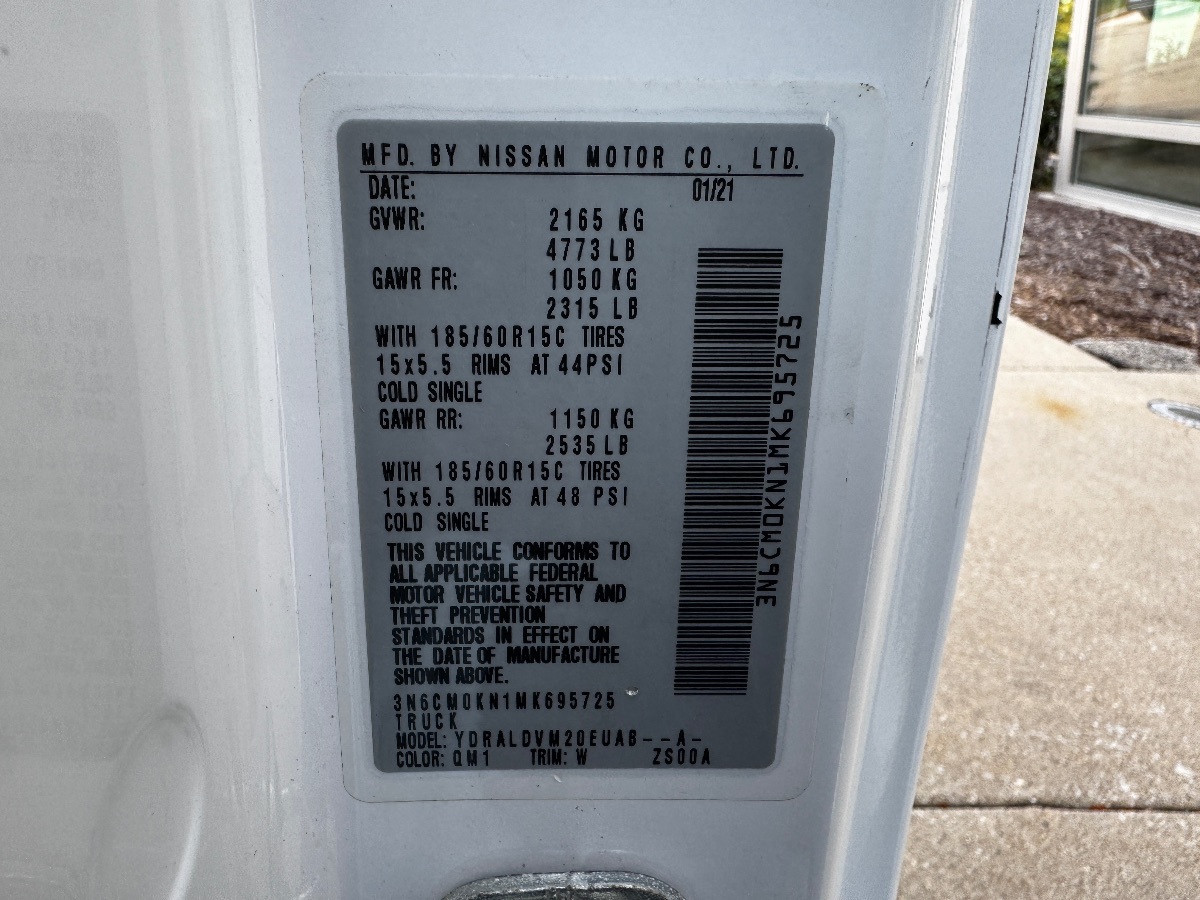 MFD. BY NISSAN MOTOR CO., LTD.
DATE: 01/21
GVWR: 2165 KG
4773 LB
GAWR FR: 1050 KG
2315 LB
WITH 185/60R15C TIRES
15x5.5 RIMS AT 44PSI
COLD SINGLE
GAWR RR: 1150 KG
2535 LB
WITH 185/60R15C TIRES
15x5.5 RIMS AT 48 PSI
COLD SINGLE
THIS VEHICLE CONFORMS TO
ALL APPLICABLE FEDERAL
MOTOR VEHICLE SAFETY AND
THEFT PREVENTION
STANDARDS IN EFFECT ON
THE DATE OF MANUFACTURE
SHOWN ABOVE.
3N6CM0KN1MK695725
TRUCK
MODEL: YDRALDVM20EUAB--A-
COLOR: QM1 TRIM: W ZS00A
3N6CM0KN1MK695725